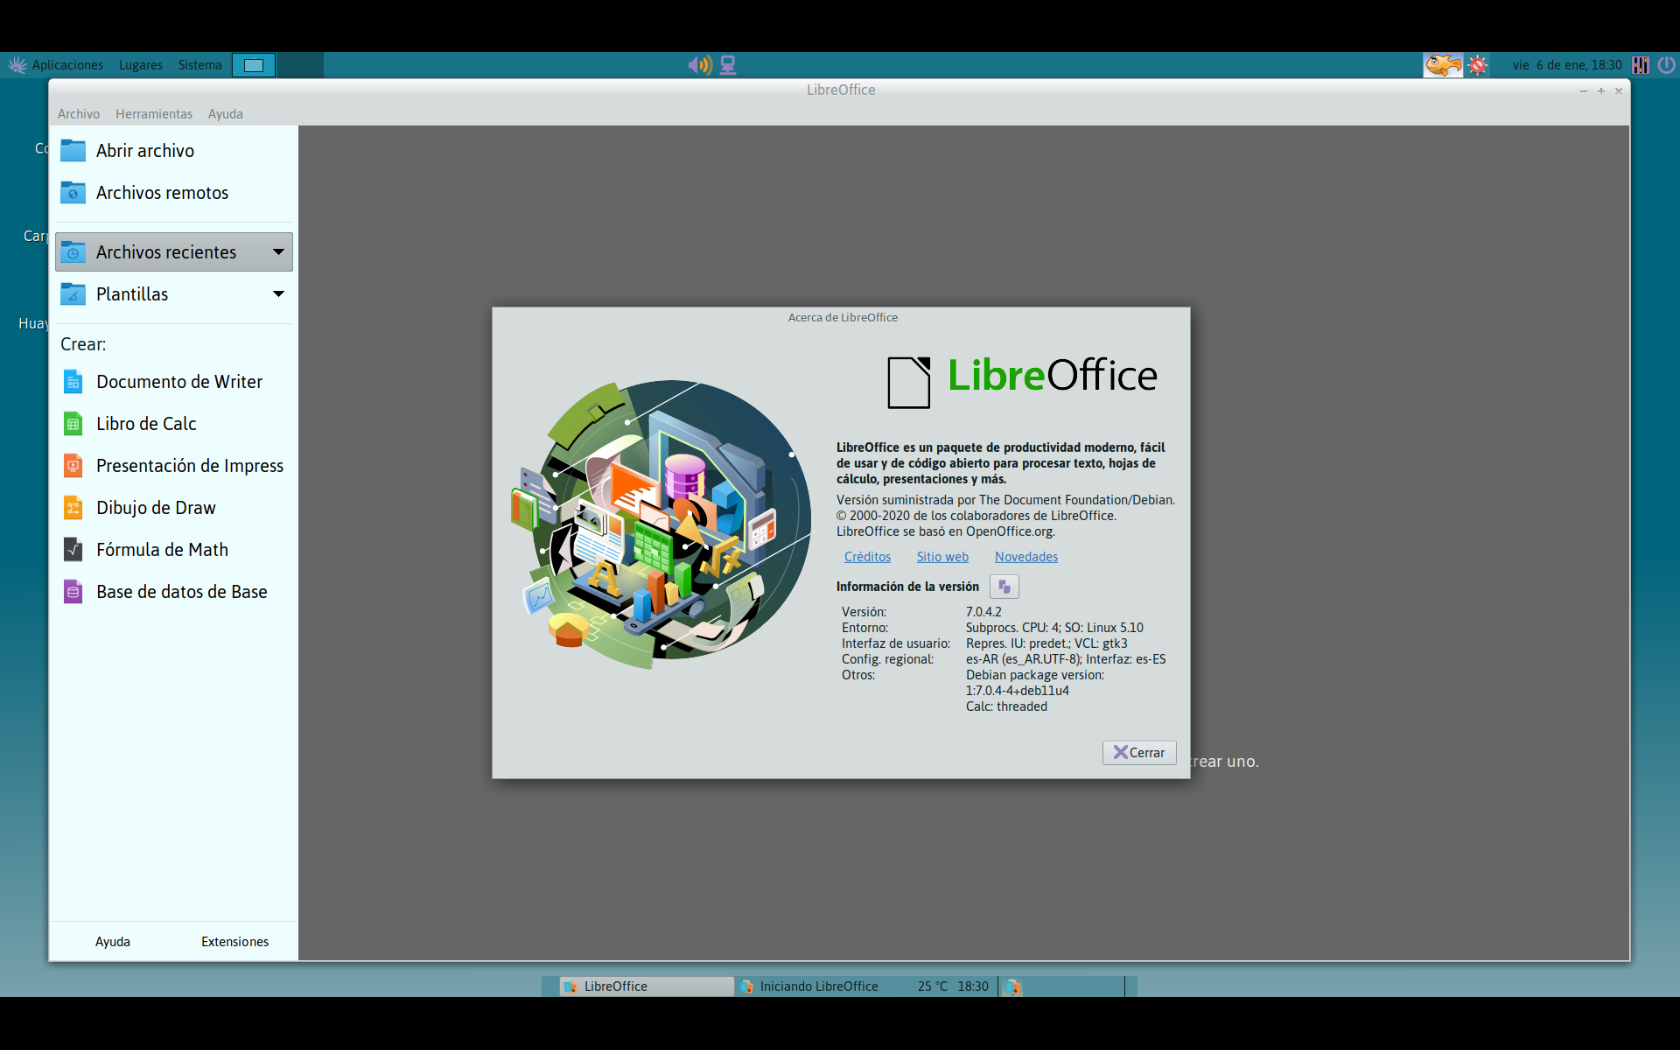 Aplicaciones Lugares Sistema vie 6 de ene, 18:30
LibreOffice
Archivo Herramientas Ayuda
Abrir archivo
Archivos remotos
Archivos recientes
Plantillas
Crear:
Documento de Writer
Libro de Calc
Presentación de Impress
Dibujo de Draw
Fórmula de Math
Base de datos de Base
Ayuda Extensiones
Co
Carp
Huay
Acerca de LibreOffice
LibreOffice
LibreOffice es un paquete de productividad moderno, fácil
de usar y de código abierto para procesar texto, hojas de
cálculo, presentaciones y más.
Versión suministrada por The Document Foundation/Debian.
© 2000-2020 de los colaboradores de LibreOffice.
LibreOffice se basó en OpenOffice.org.
Créditos Sitio web Novedades
Información de la versión
Versión: 7.0.4.2
Entorno: Subprocs. CPU: 4; SO: Linux 5.10
Interfaz de usuario: Repres. IU: predet.; VCL: gtk3
Config. regional: es-AR (es_AR.UTF-8); Interfaz: es-ES
Otros: Debian package version:
1:7.0.4-4+deb11u4
Calc: threaded
Cerrar
crear uno.
LibreOffice Iniciando LibreOffice 25 °C 18:30